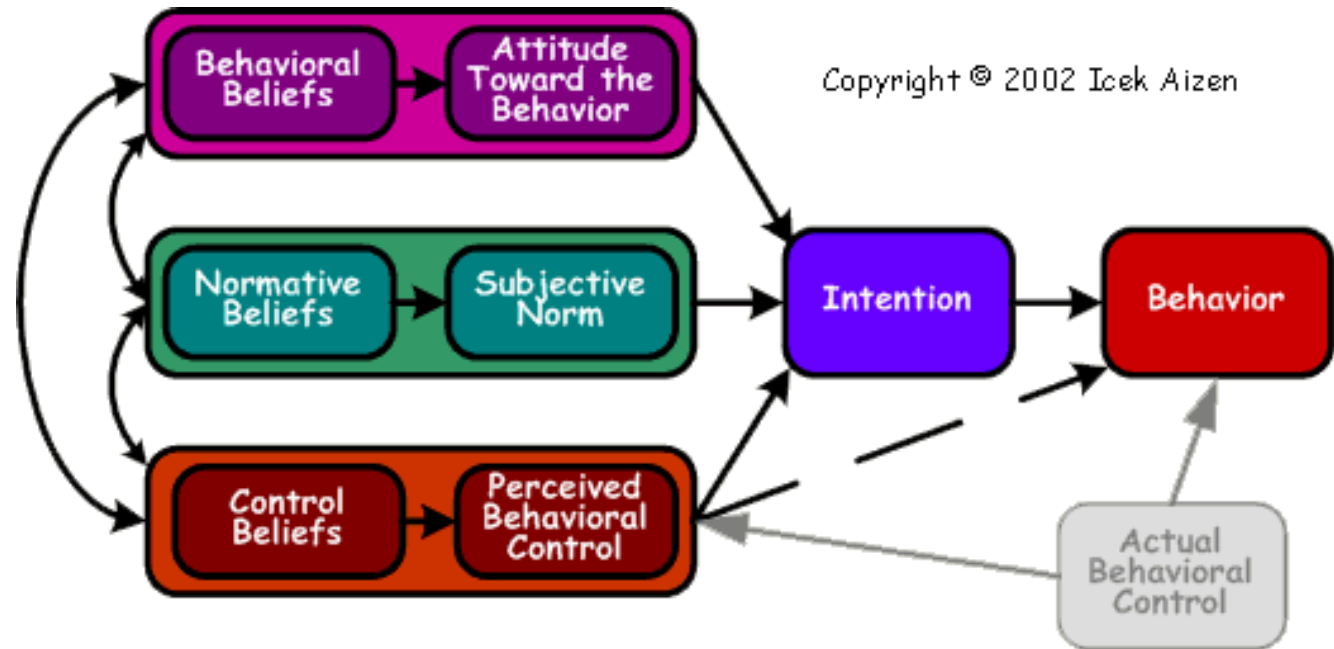 Behavioral
Beliefs
Attitude
Toward the
Behavior
Copyright © 2002 Icek Aizen
Normative
Beliefs
Subjective
Norm
Intention
Behavior
Control
Beliefs
Perceived
Behavioral
Control
Actual
Behavioral
Control